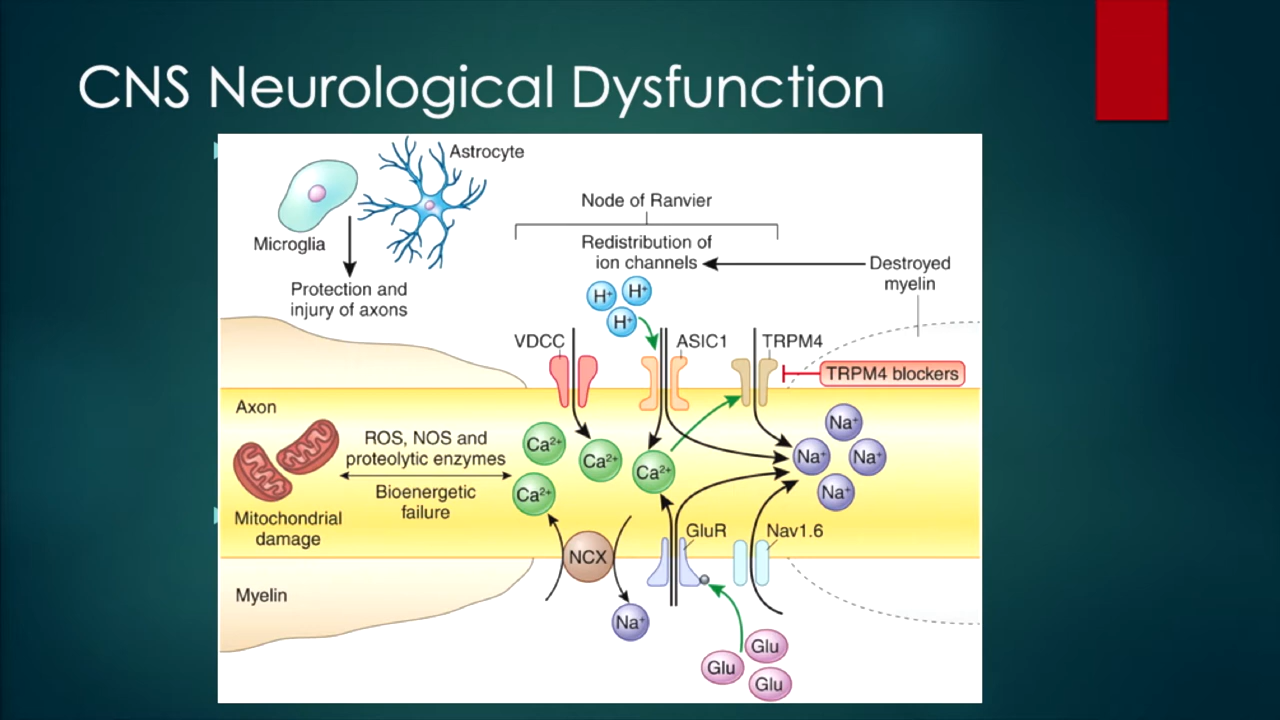 CNS Neurological Dysfunction
Astrocyte
Microglia
Protection and
injury of axons
Node of Ranvier
Redistribution of
ion channels
Destroyed
myelin
H⁺
H⁺
H⁺
VDCC
ASIC1
TRPM4
TRPM4 blockers
Axon
ROS, NOS and
proteolytic enzymes
Bioenergetic
failure
Mitochondrial
damage
Ca²⁺
Ca²⁺
Ca²⁺
Ca²⁺
Na⁺
Na⁺
Na⁺
Na⁺
NCX
GluR
Nav1.6
Myelin
Na⁺
Glu
Glu
Glu